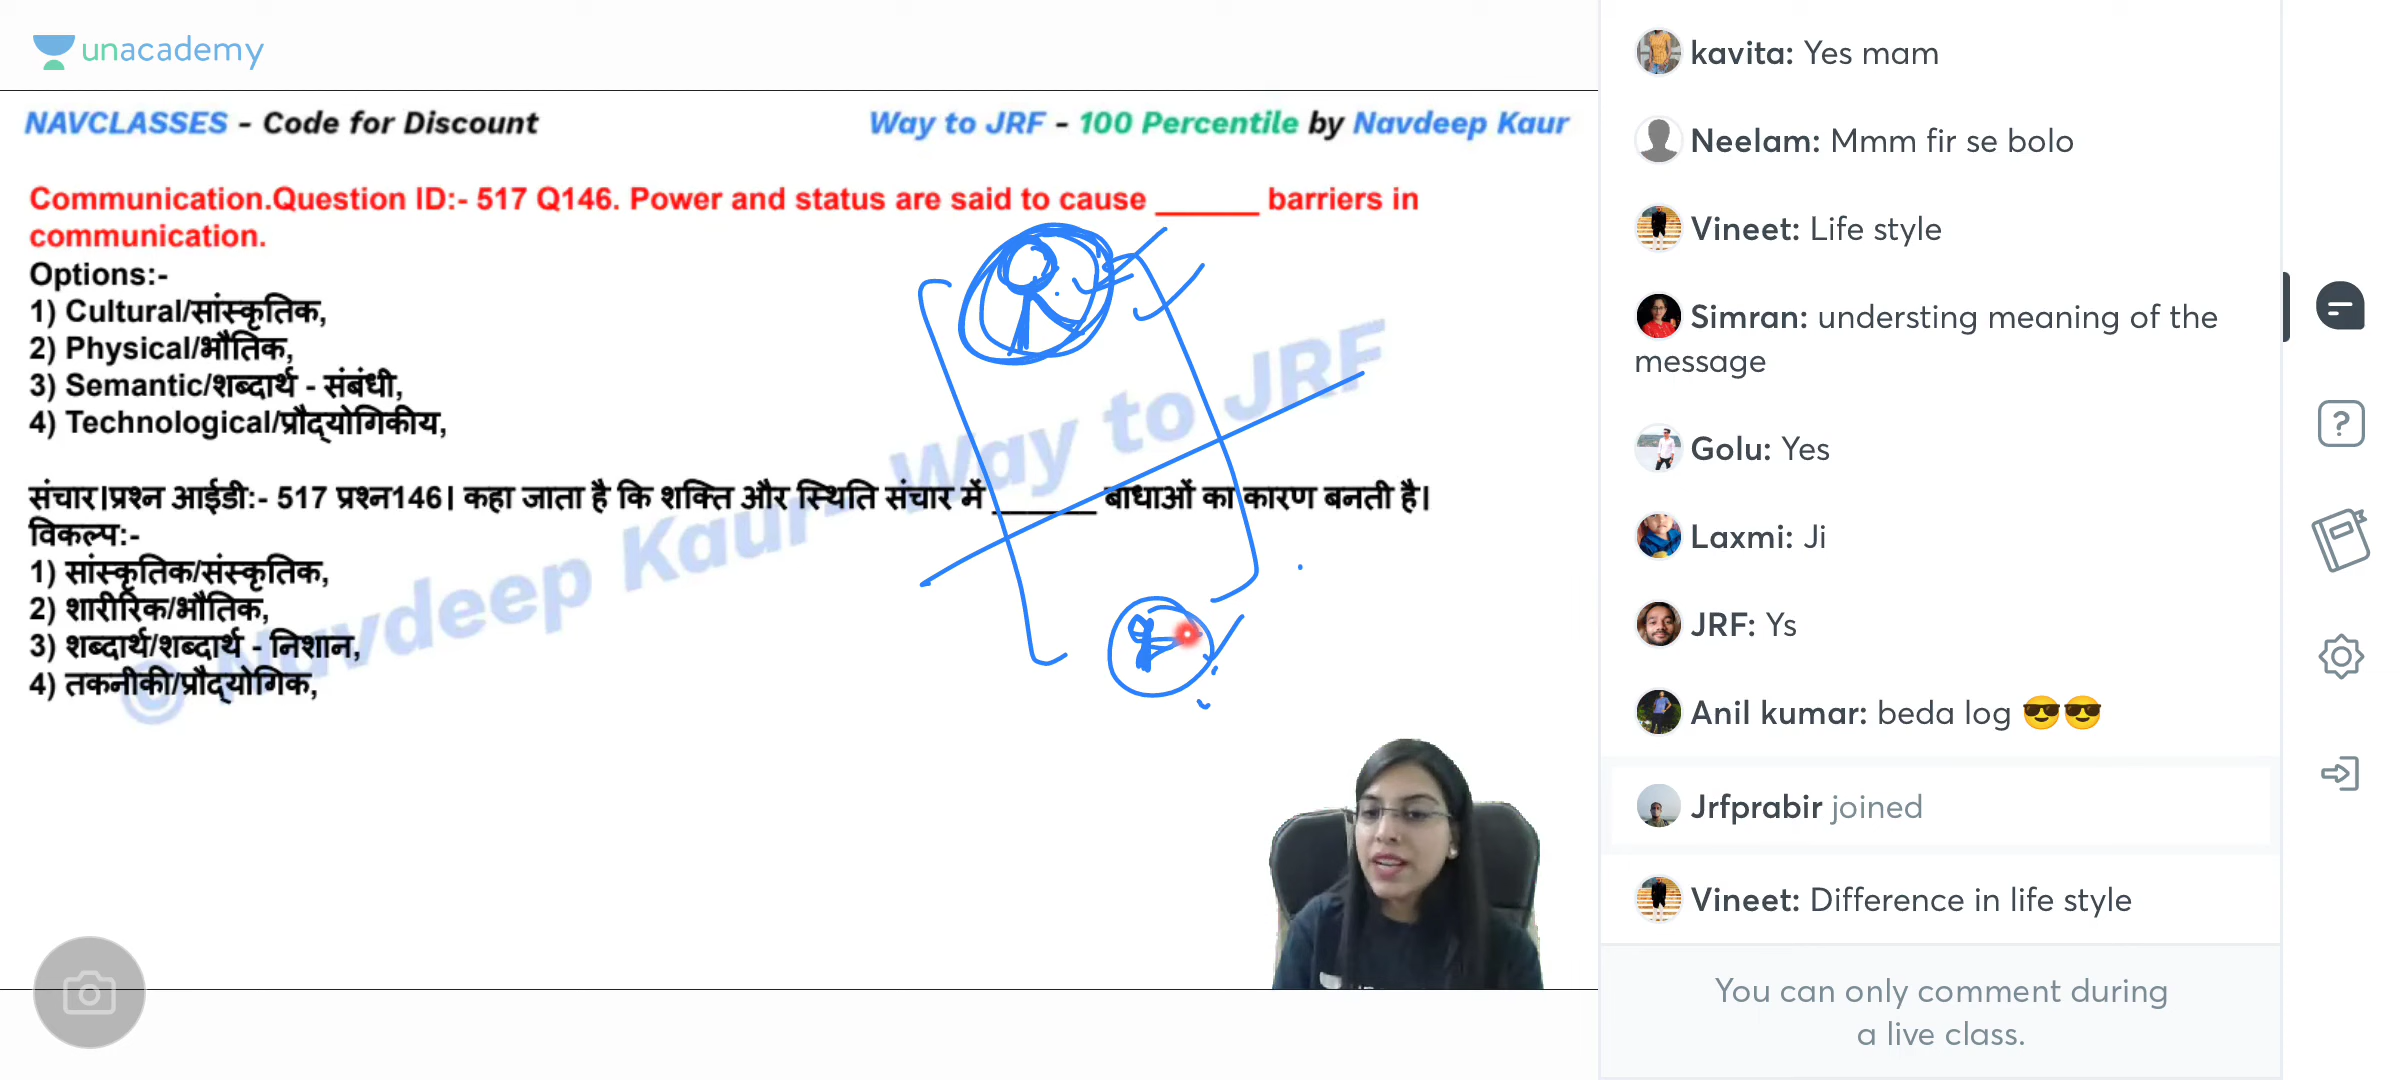 unacademy
NAVCLASSES - Code for Discount
Way to JRF - 100 Percentile by Navdeep Kaur
Communication.Question ID:- 517 Q146. Power and status are said to cause ______ barriers in
communication.
Options:-
1) Cultural/सांस्कृतिक,
2) Physical/भौतिक,
3) Semantic/शब्दार्थ - संबंधी,
4) Technological/प्रौद्योगिकीय,
संचार।प्रश्न आईडी:- 517 प्रश्न146। कहा जाता है कि शक्ति और स्थिति संचार में ______ बाधाओं का कारण बनती है।
विकल्प:-
1) सांस्कृतिक/संस्कृतिक,
2) शारीरिक/भौतिक,
3) शब्दार्थ/शब्दार्थ - निशान,
4) तकनीकी/प्रौद्योगिक,
© Navdeep Kaur- Way to JRF
kavita: Yes mam
Neelam: Mmm fir se bolo
Vineet: Life style
Simran: understing meaning of the
message
Golu: Yes
Laxmi: Ji
JRF: Ys
Anil kumar: beda log 😎😎
Jrfprabir joined
Vineet: Difference in life style
You can only comment during
a live class.